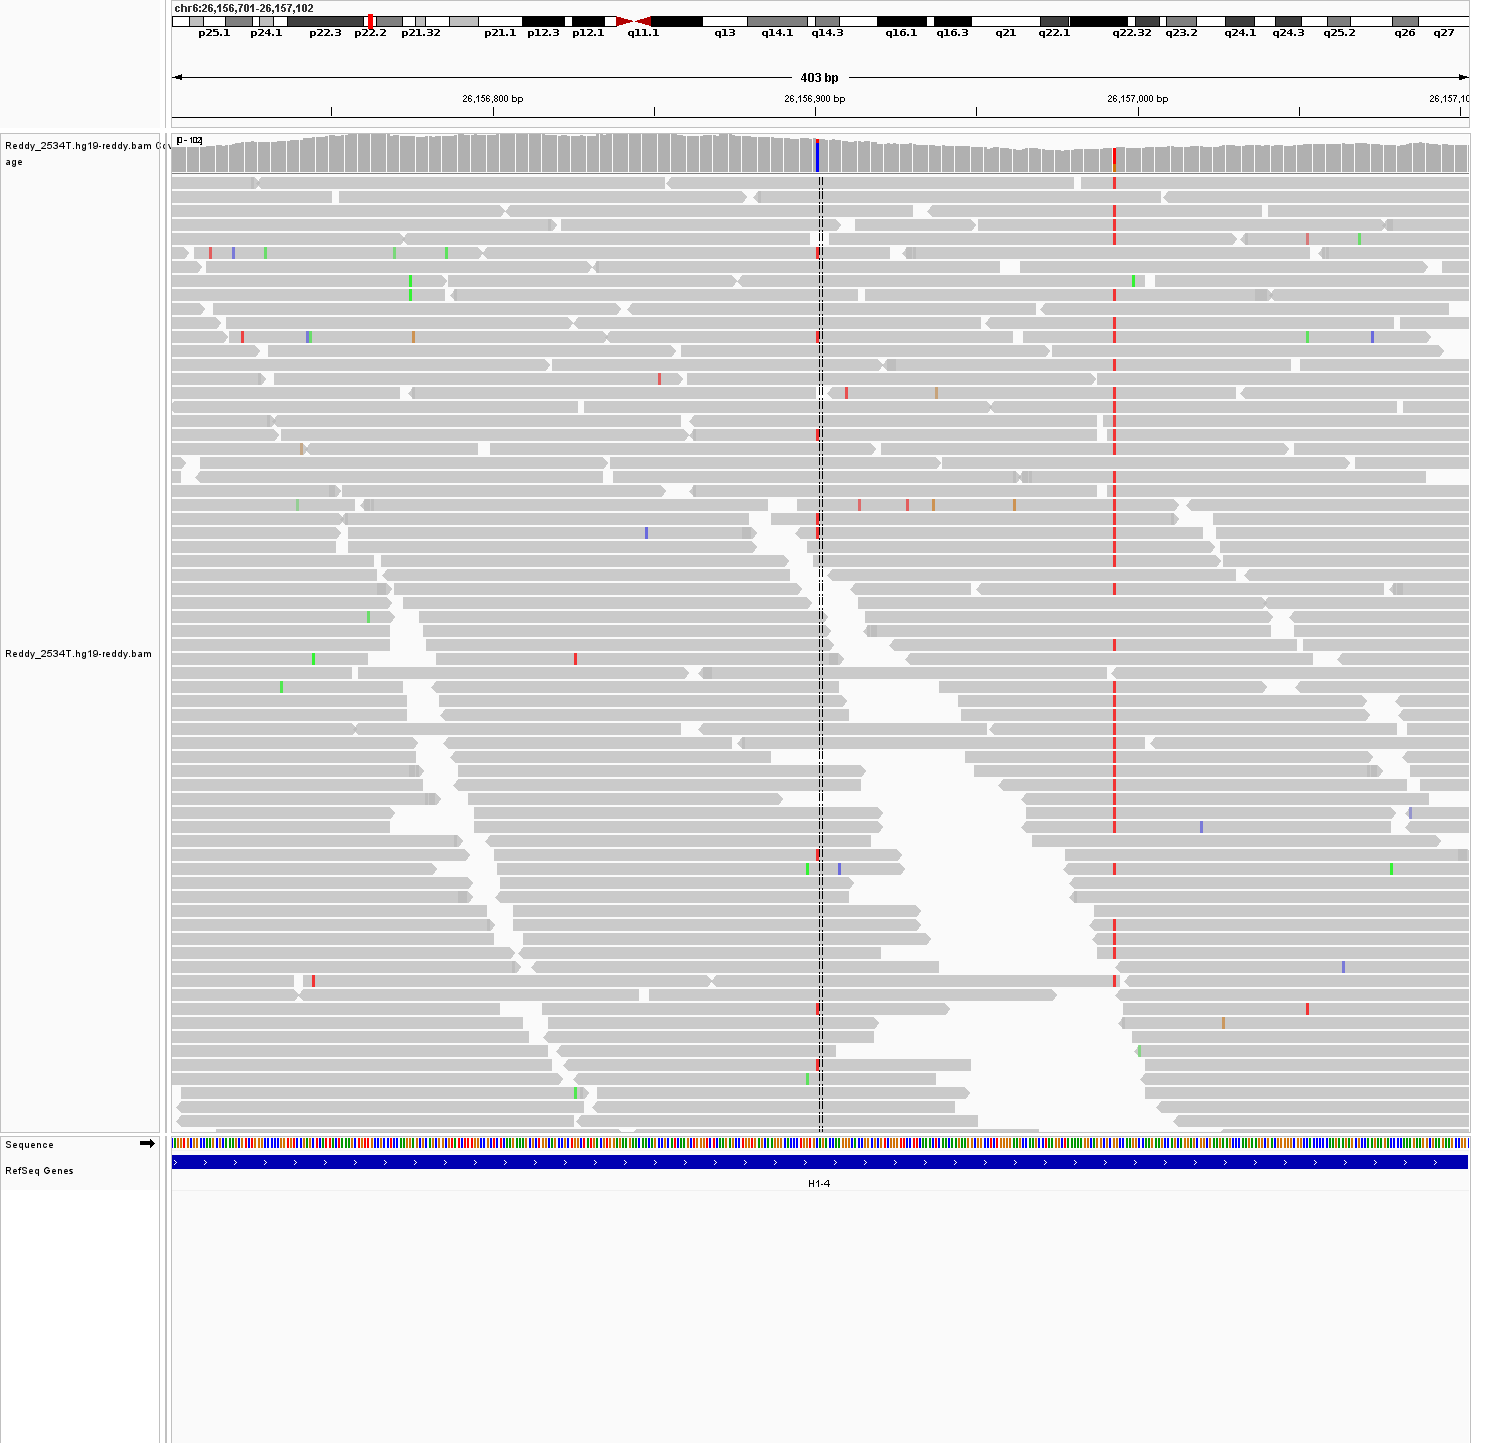 chr6:26,156,701-26,157,102
p25.1 p24.1 p22.3 p22.2 p21.32 p21.1 p12.3 p12.1 q11.1 q13 q14.1 q14.3 q16.1 q16.3 q21 q22.1 q22.32 q23.2 q24.1 q24.3 q25.2 q26 q27
403 bp
26,156,800 bp 26,156,900 bp 26,157,000 bp 26,157,10
[0 - 102]
Reddy_2534T.hg19-reddy.bam Cov
age
Reddy_2534T.hg19-reddy.bam
Sequence
RefSeq Genes
H1-4